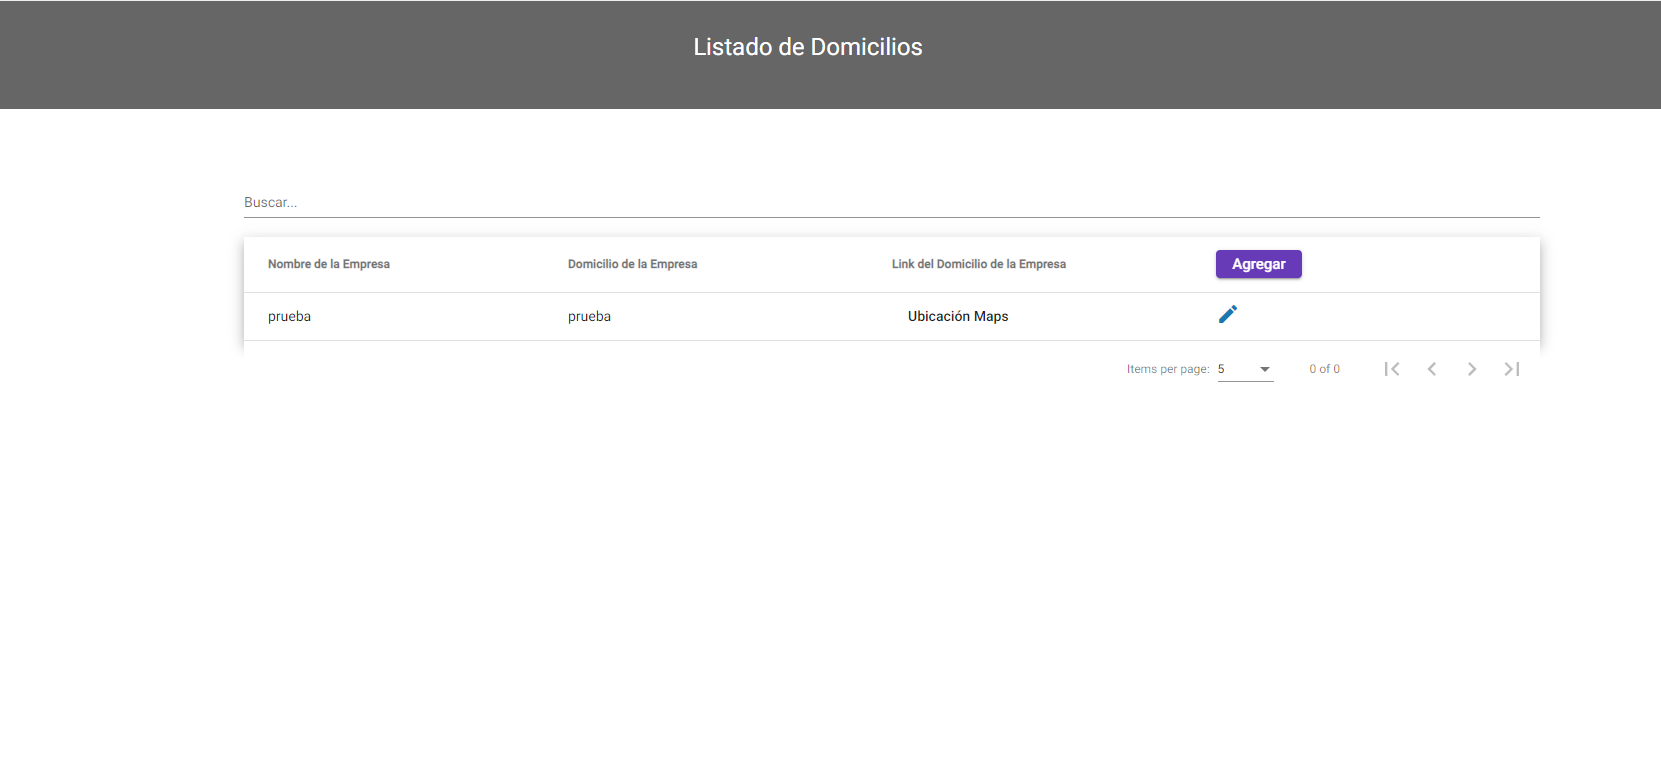 Listado de Domicilios
Buscar...
Nombre de la Empresa Domicilio de la Empresa Link del Domicilio de la Empresa Agregar
prueba prueba Ubicación Maps
Items per page: 5 0 of 0